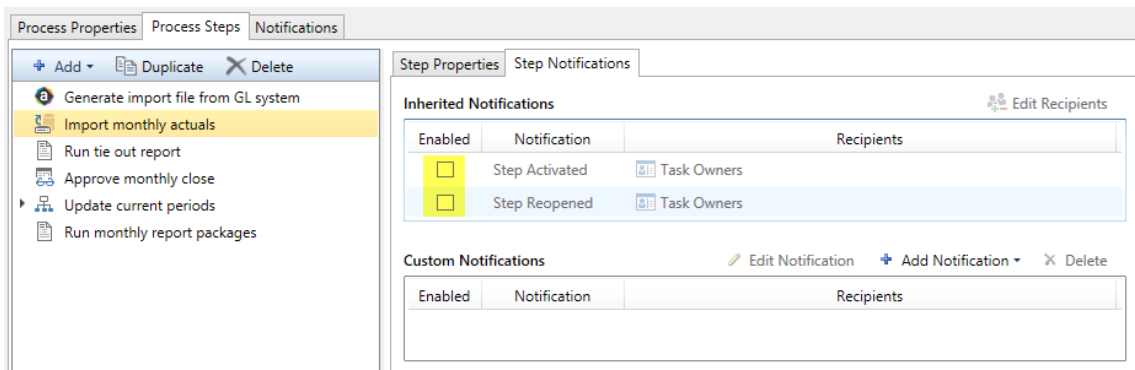 Process Properties Process Steps Notifications
Add Duplicate Delete
Generate import file from GL system
Import monthly actuals
Run tie out report
Approve monthly close
Update current periods
Run monthly report packages
Step Properties Step Notifications
Inherited Notifications Edit Recipients
Enabled Notification Recipients
Step Activated Task Owners
Step Reopened Task Owners
Custom Notifications Edit Notification Add Notification Delete
Enabled Notification Recipients